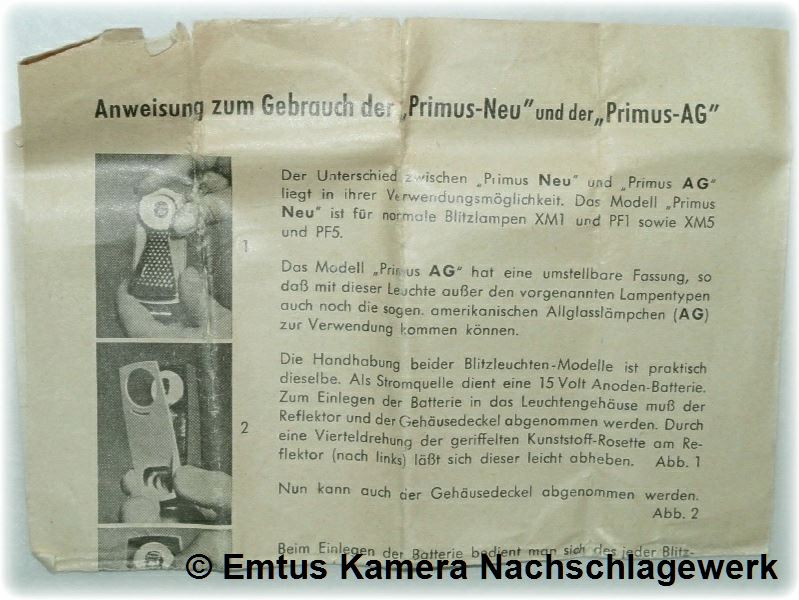 Anweisung zum Gebrauch der „Primus-Neu" und der „Primus-AG"
Der Unterschied zwischen „Primus Neu" und „Primus AG"
liegt in ihrer Verwendungsmöglichkeit. Das Modell „Primus
Neu" ist für normale Blitzlampen XM1 und PF1 sowie XM5
und PF5.
1
Das Modell „Primus AG" hat eine umstellbare Fassung, so
daß mit dieser Leuchte außer den vorgenannten Lampentypen
auch noch die sogen. amerikanischen Allglasslämpchen (AG)
zur Verwendung kommen können.
Die Handhabung beider Blitzleuchten-Modelle ist praktisch
dieselbe. Als Stromquelle dient eine 15 Volt Anoden-Batterie.
Zum Einlegen der Batterie in das Leuchtengehäuse muß der
Reflektor und der Gehäusedeckel abgenommen werden. Durch
eine Vierteldrehung der geriffelten Kunststoff-Rosette am Re-
flektor (nach links) läßt sich dieser leicht abheben. Abb. 1
2
Nun kann auch der Gehäusedeckel abgenommen werden.
Abb. 2
Beim Einlegen der Batterie bedient man sich des jeder Blitz-
© Emtus Kamera Nachschlagewerk